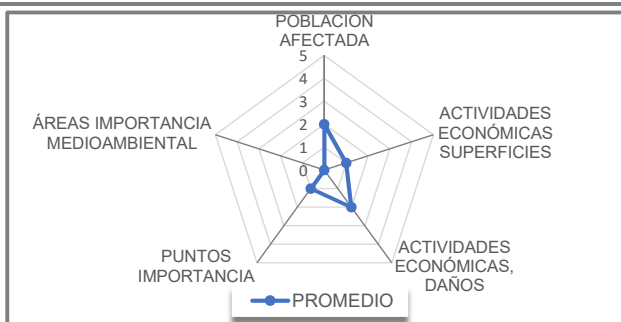 POBLACIÓN
AFECTADA
5
4
3
2
1
0
ACTIVIDADES
ECONÓMICAS
SUPERFICIES
ÁREAS IMPORTANCIA
MEDIOAMBIENTAL
PUNTOS
IMPORTANCIA
ACTIVIDADES
ECONÓMICAS,
DAÑOS
PROMEDIO